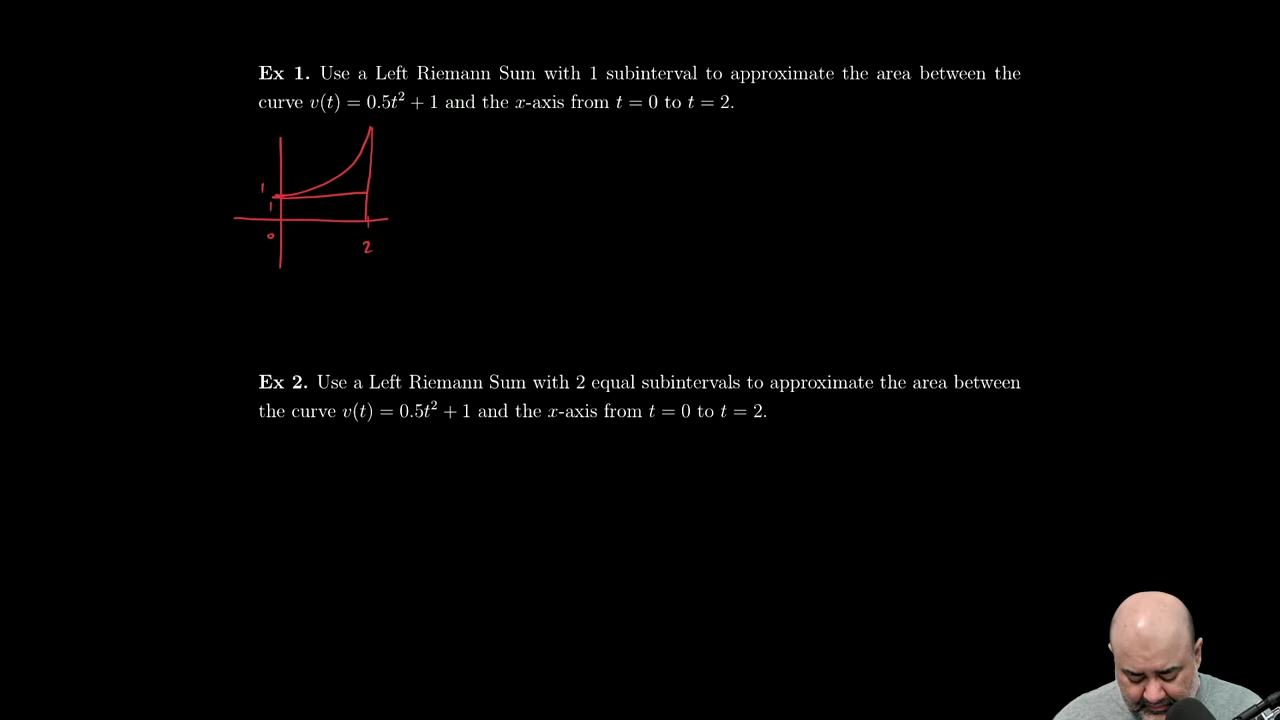 Ex 1. Use a Left Riemann Sum with 1 subinterval to approximate the area between the
curve v(t) = 0.5t² + 1 and the x-axis from t = 0 to t = 2.
1
1
0
2
Ex 2. Use a Left Riemann Sum with 2 equal subintervals to approximate the area between
the curve v(t) = 0.5t² + 1 and the x-axis from t = 0 to t = 2.